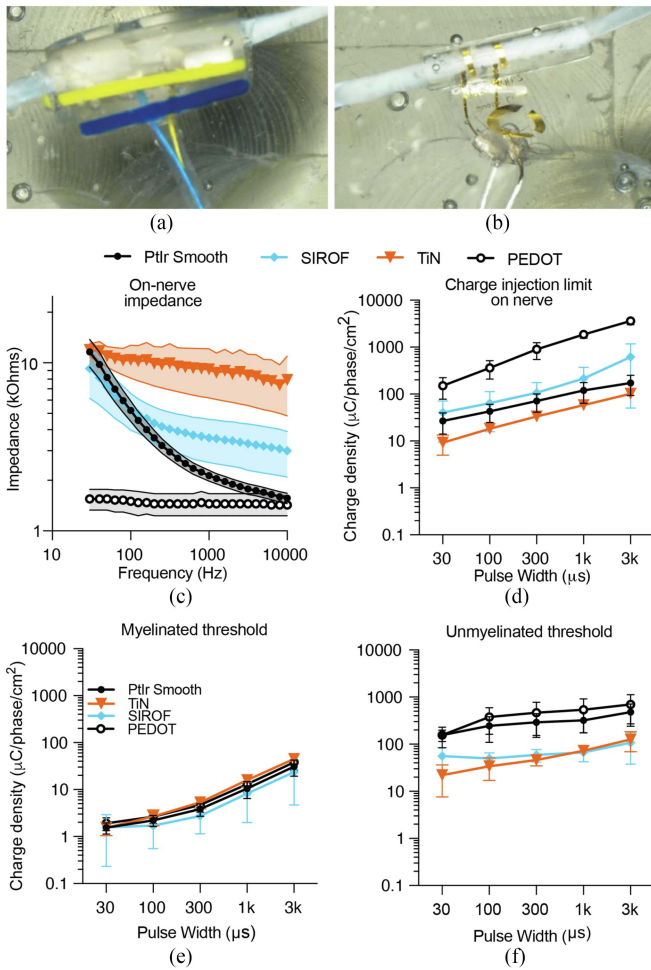 (a)
(b)
PtIr Smooth
SIROF
TiN
PEDOT
On-nerve
impedance
Impedance (kOhms)
10
1
10
100
1000
10000
Frequency (Hz)
(c)
Charge injection limit
on nerve
Charge density (μC/phase/cm²)
10000
1000
100
10
1
0.1
30
100
300
1k
3k
Pulse Width (μs)
(d)
Myelinated threshold
Charge density (μC/phase/cm²)
10000
1000
100
10
1
0.1
PtIr Smooth
TiN
SIROF
PEDOT
30
100
300
1k
3k
Pulse Width (μs)
(e)
Unmyelinated threshold
Charge density (μC/phase/cm²)
10000
1000
100
10
1
0.1
30
100
300
1k
3k
Pulse Width (μs)
(f)